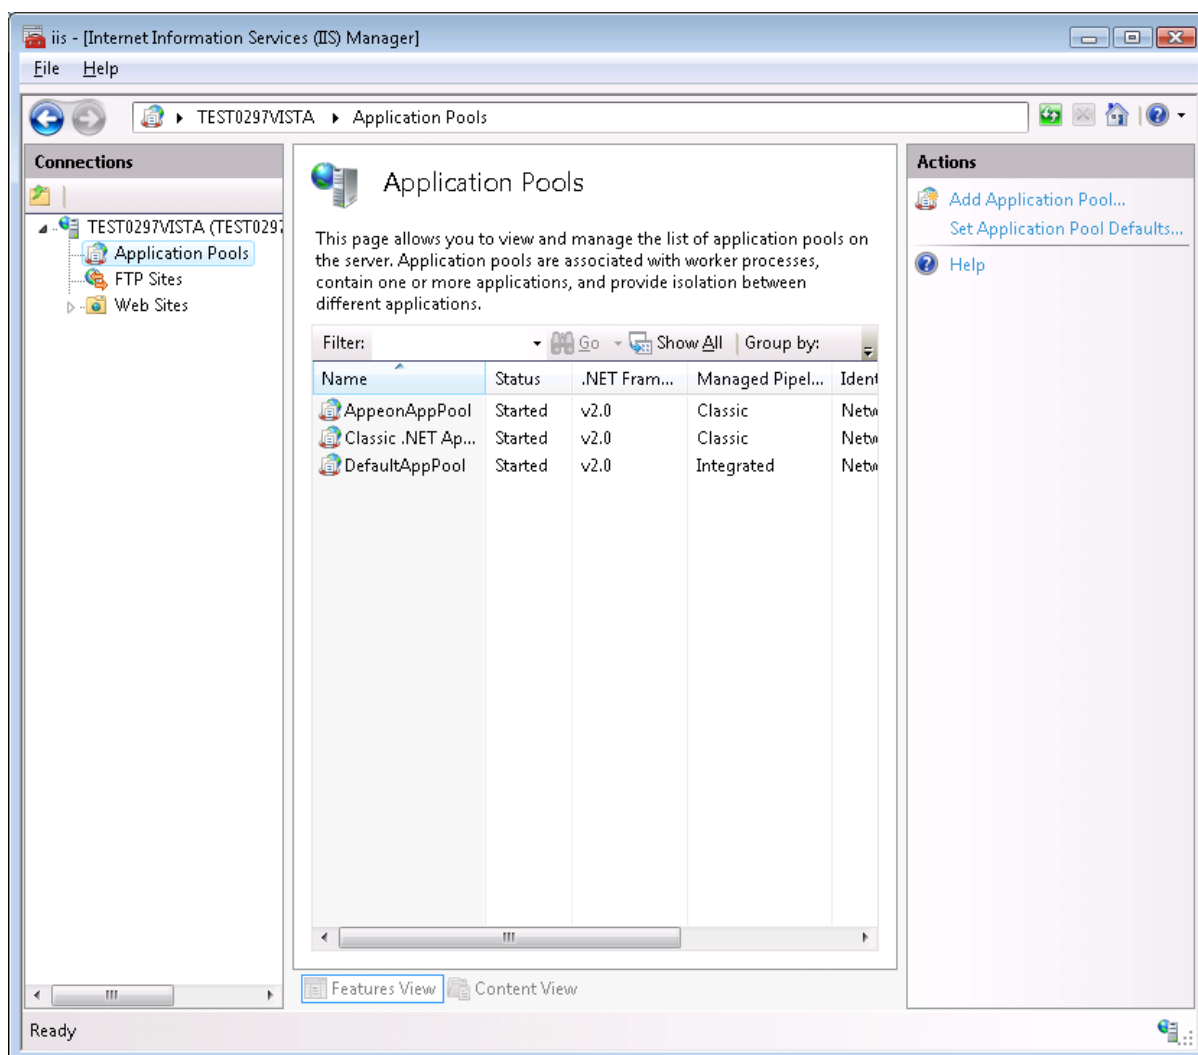 iis - [Internet Information Services (IIS) Manager]
File Help
TEST0297VISTA Application Pools
Connections
TEST0297VISTA (TEST0297
Application Pools
FTP Sites
Web Sites
Application Pools
This page allows you to view and manage the list of application pools on
the server. Application pools are associated with worker processes,
contain one or more applications, and provide isolation between
different applications.
Filter: Go Show All Group by:
Name Status .NET Fram... Managed Pipel... Ident
AppeonAppPool Started v2.0 Classic Netw
Classic .NET Ap... Started v2.0 Classic Netw
DefaultAppPool Started v2.0 Integrated Netw
Features View Content View
Actions
Add Application Pool...
Set Application Pool Defaults...
Help
Ready